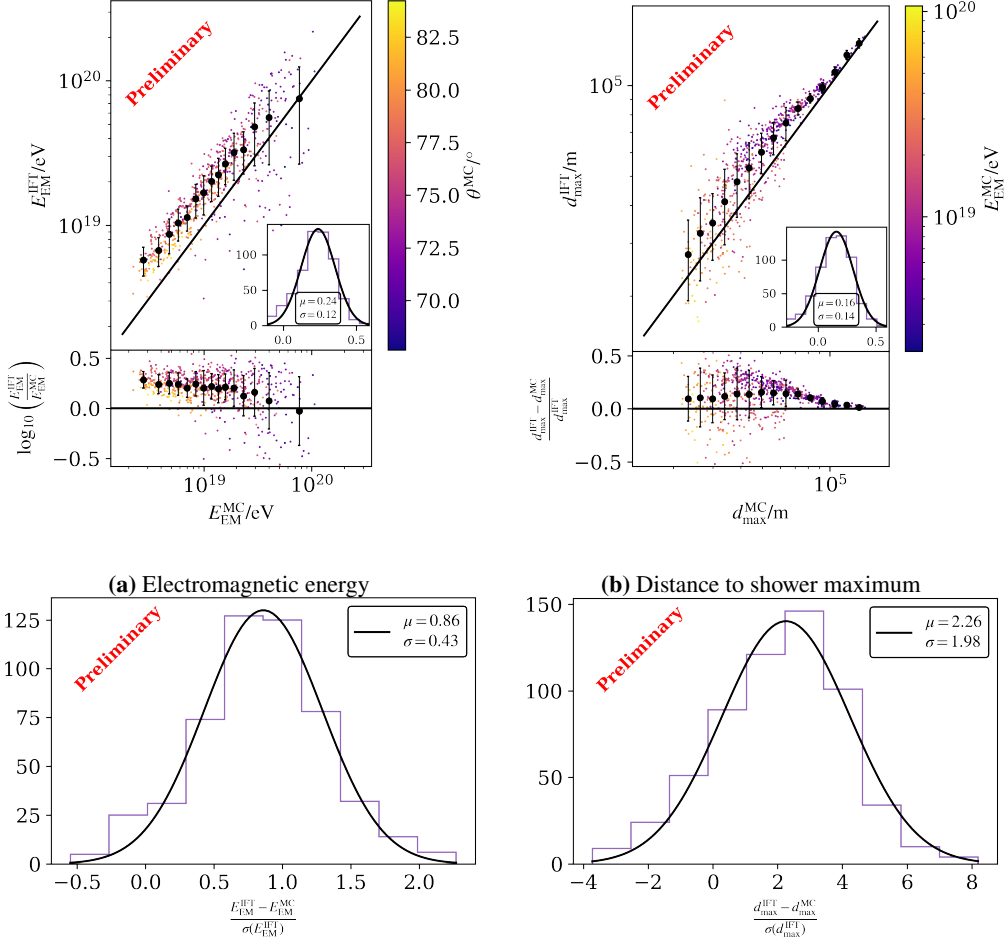 Preliminary
10^20
10^19
E_EM^IFT/eV
82.5
80.0
77.5
75.0
72.5
70.0
θ^MC/°
100
50
0
0.0
0.5
μ = 0.24
σ = 0.12
0.5
0.0
−0.5
log10 (E_EM^IFT / E_EM^MC)
10^19
10^20
E_EM^MC/eV
(a) Electromagnetic energy
Preliminary
10^5
d_max^IFT/m
10^20
10^19
E_EM^MC/eV
100
50
0
0.0
0.5
μ = 0.16
σ = 0.14
0.5
0.0
−0.5
(d_max^IFT − d_max^MC) / d_max^IFT
10^5
d_max^MC/m
(b) Distance to shower maximum
Preliminary
μ = 0.86
σ = 0.43
125
100
75
50
25
0
−0.5
0.0
0.5
1.0
1.5
2.0
(E_EM^IFT − E_EM^MC) / σ(E_EM^IFT)
Preliminary
μ = 2.26
σ = 1.98
150
100
50
0
−4
−2
0
2
4
6
8
(d_max^IFT − d_max^MC) / σ(d_max^IFT)